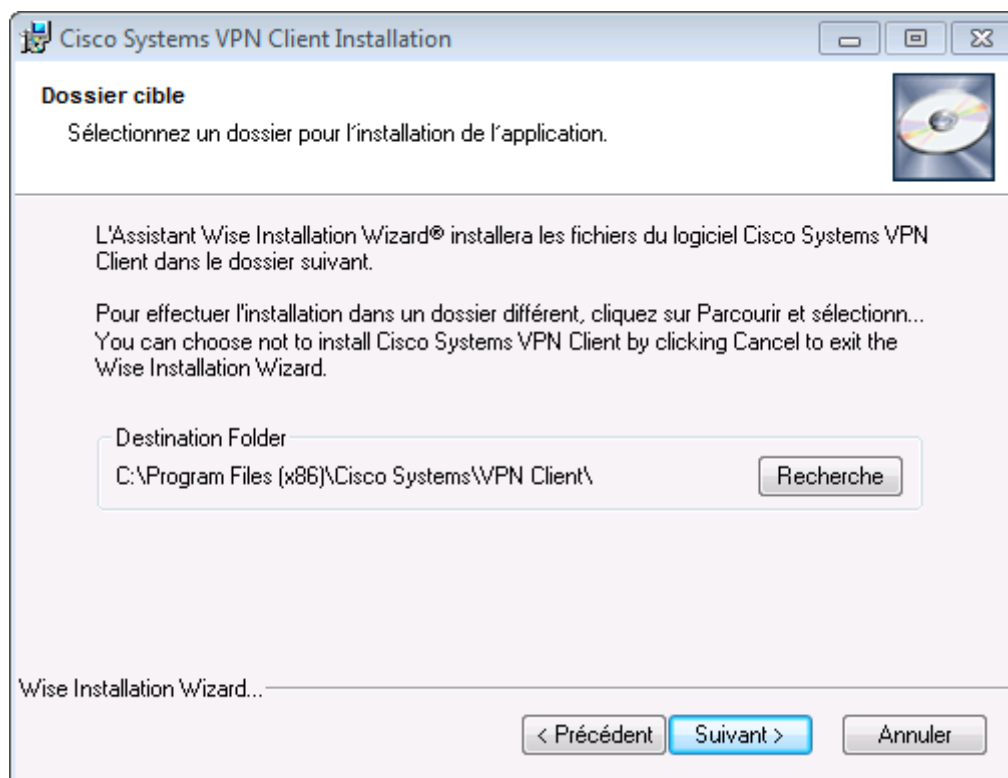 Cisco Systems VPN Client Installation
Dossier cible
Sélectionnez un dossier pour l'installation de l'application.
L'Assistant Wise Installation Wizard® installera les fichiers du logiciel Cisco Systems VPN
Client dans le dossier suivant.
Pour effectuer l'installation dans un dossier différent, cliquez sur Parcourir et sélectionn...
You can choose not to install Cisco Systems VPN Client by clicking Cancel to exit the
Wise Installation Wizard.
Destination Folder
C:\Program Files (x86)\Cisco Systems\VPN Client\
Recherche
Wise Installation Wizard...
< Précédent
Suivant >
Annuler